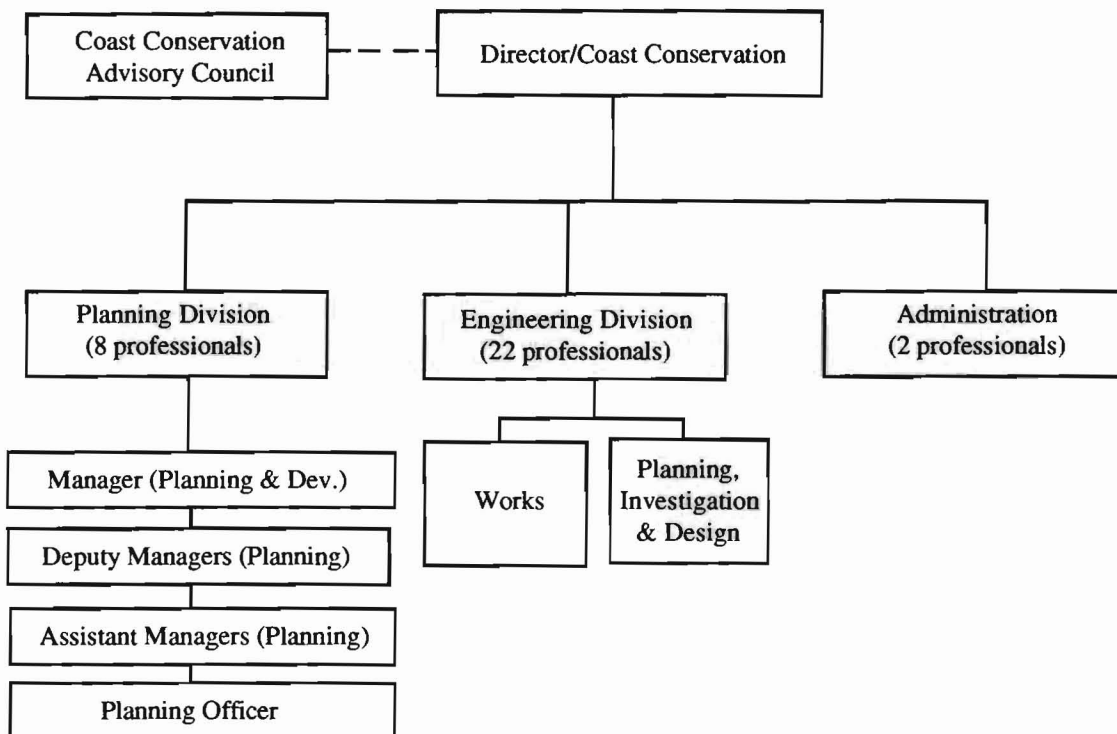 Coast Conservation
Advisory Council
Director/Coast Conservation
Planning Division
(8 professionals)
Engineering Division
(22 professionals)
Administration
(2 professionals)
Manager (Planning & Dev.)
Deputy Managers (Planning)
Assistant Managers (Planning)
Planning Officer
Works
Planning,
Investigation
& Design